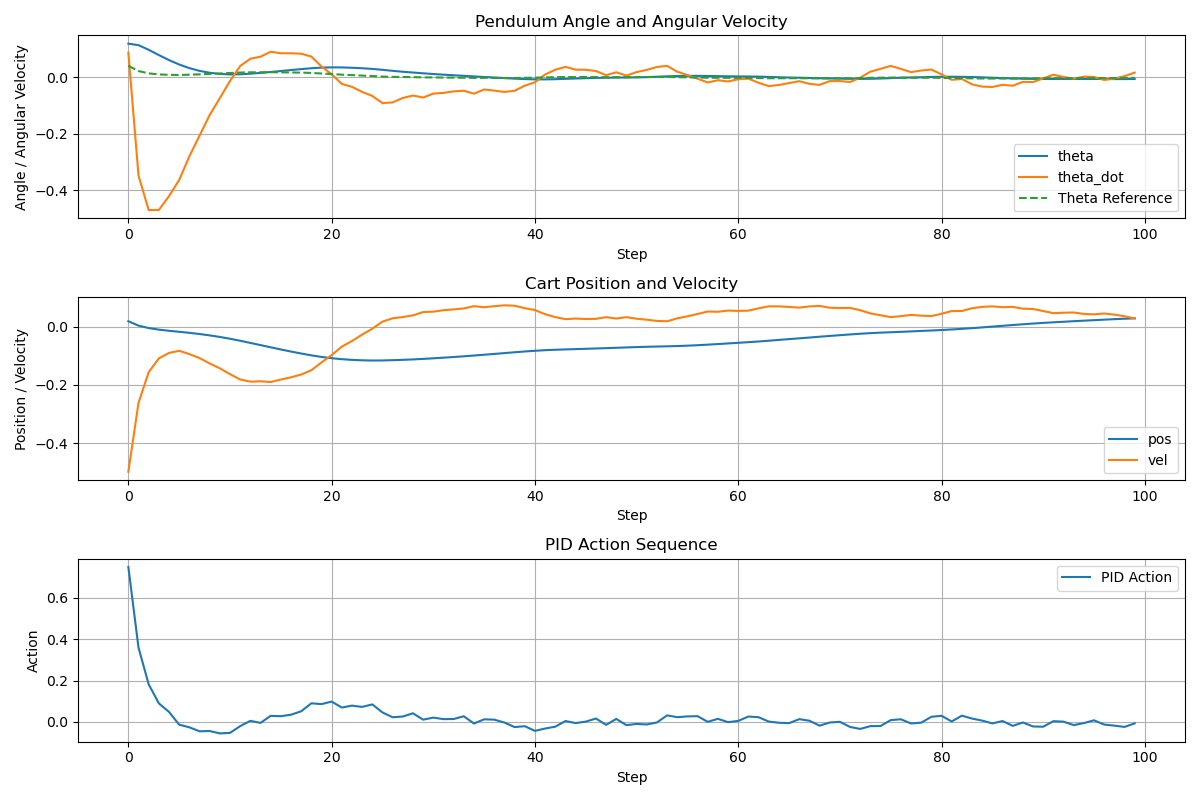 Pendulum Angle and Angular Velocity
Angle / Angular Velocity
0.0
−0.2
−0.4
theta
theta_dot
Theta Reference
0 20 40 60 80 100
Step
Cart Position and Velocity
Position / Velocity
0.0
−0.2
−0.4
pos
vel
0 20 40 60 80 100
Step
PID Action Sequence
Action
PID Action
0.6
0.4
0.2
0.0
0 20 40 60 80 100
Step